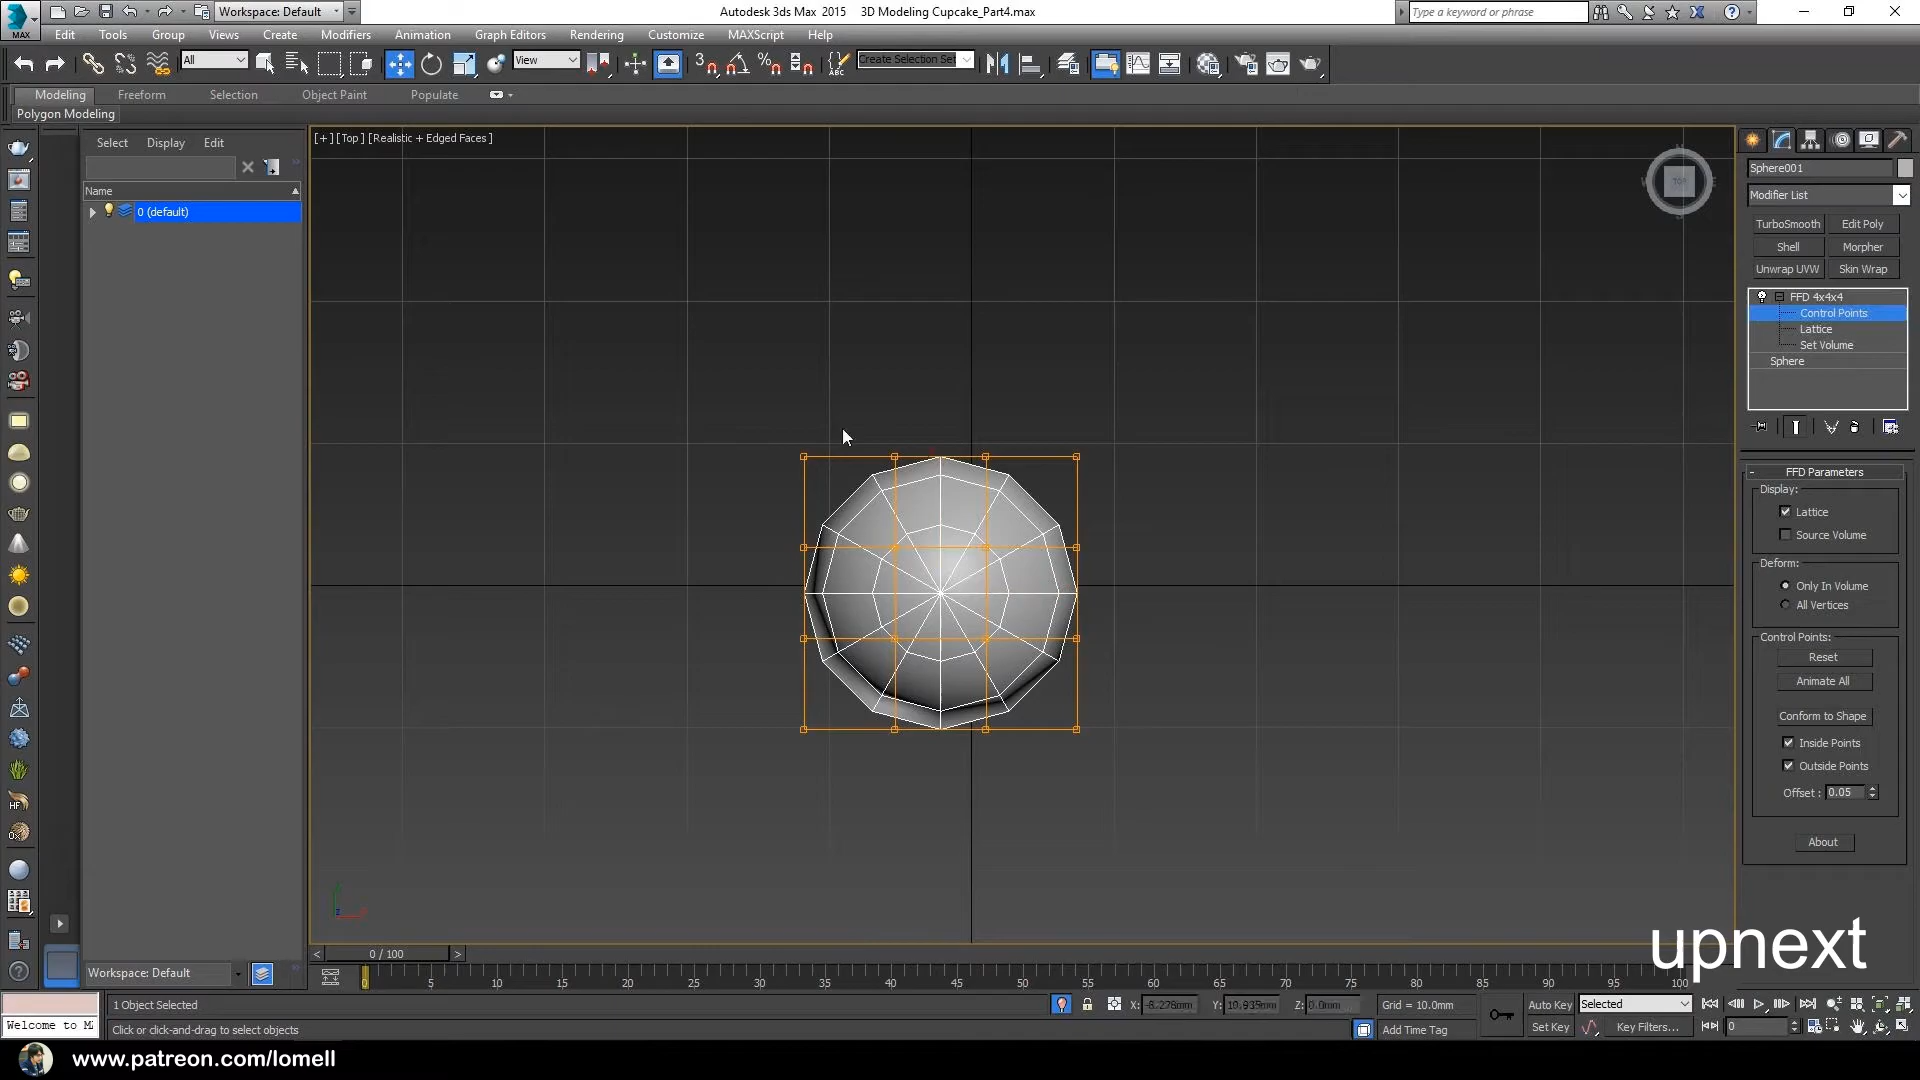 Workspace: Default
Autodesk 3ds Max 2015    3D Modeling Cupcake_Part4.max
Type a keyword or phrase
MAX
Edit Tools Group Views Create Modifiers Animation Graph Editors Rendering Customize MAXScript Help
All
View
3
ABC
Create Selection Set
Modeling Freeform Selection Object Paint Populate
Polygon Modeling
Select Display Edit
Name
0 (default)
[+] [Top ] [Realistic + Edged Faces ]
TOP
Sphere001
Modifier List
TurboSmooth Edit Poly
Shell Morpher
Unwrap UVW Skin Wrap
FFD 4x4x4
Control Points
Lattice
Set Volume
Sphere
- FFD Parameters
Display:
Lattice
Source Volume
Deform:
Only In Volume
All Vertices
Control Points:
Reset
Animate All
Conform to Shape
Inside Points
Outside Points
Offset : 0.05
About
HF
upnext
< 0 / 100 >
Workspace: Default
0 5 10 15 20 25 30 35 40 45 50 55 60 65 70 75 80 85 90 95 100
1 Object Selected
X: -8.278mm Y: 10.935mm Z: 0.0mm
Grid = 10.0mm
Auto Key Selected
Welcome to
Click or click-and-drag to select objects
Add Time Tag
Set Key Key Filters...
0
www.patreon.com/lomell